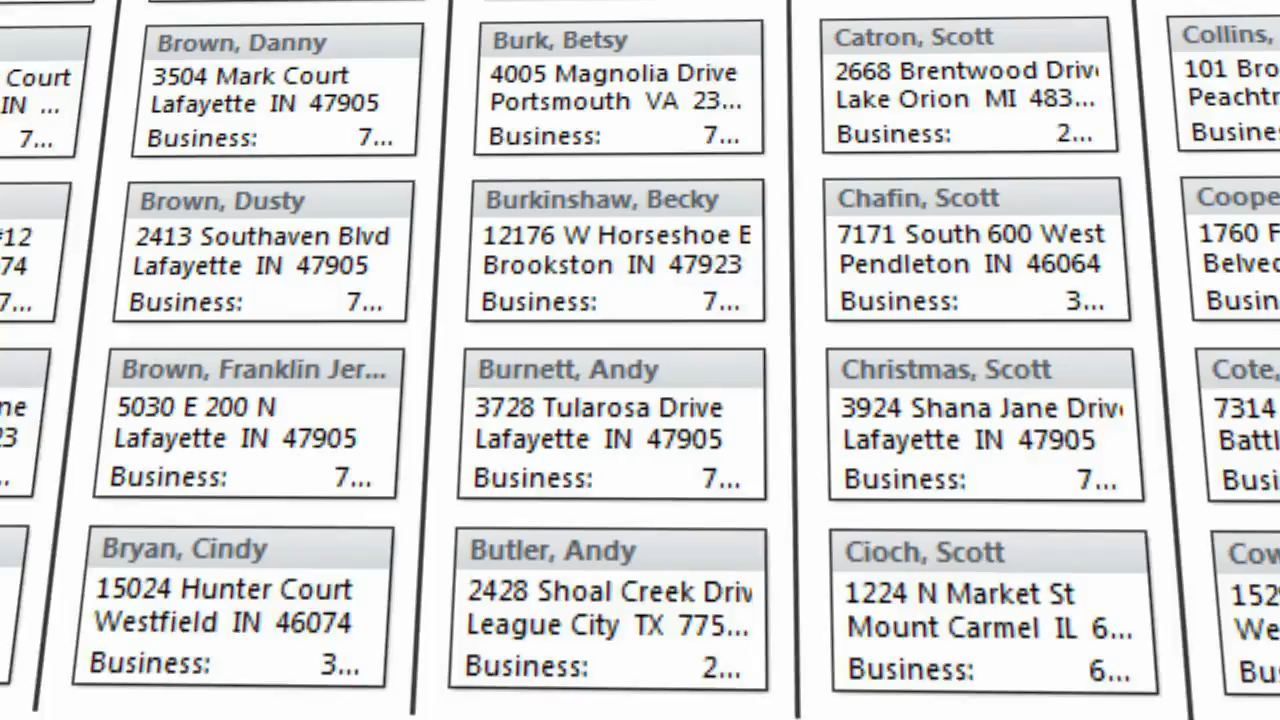 Court
IN ...
7...
#12
74
7...
ne
23
Brown, Danny
3504 Mark Court
Lafayette IN 47905
Business: 7...
Brown, Dusty
2413 Southaven Blvd
Lafayette IN 47905
Business: 7...
Brown, Franklin Jer...
5030 E 200 N
Lafayette IN 47905
Business: 7...
Bryan, Cindy
15024 Hunter Court
Westfield IN 46074
Business: 3...
Burk, Betsy
4005 Magnolia Drive
Portsmouth VA 23...
Business: 7...
Burkinshaw, Becky
12176 W Horseshoe
Brookston IN 47923
Business: 7...
Burnett, Andy
3728 Tularosa Drive
Lafayette IN 47905
Business: 7...
Butler, Andy
2428 Shoal Creek Driv
League City TX 775...
Business: 2...
Catron, Scott
2668 Brentwood Driv
Lake Orion MI 483...
Business: 2...
Chafin, Scott
7171 South 600 West
Pendleton IN 46064
Business: 3...
Christmas, Scott
3924 Shana Jane Driv
Lafayette IN 47905
Business: 7...
Cioch, Scott
1224 N Market St
Mount Carmel IL 6...
Business: 6...
Collins,
101 Bro
Peachtr
Busines
Coope
1760 F
Belved
Busin
Cote,
7314
Battl
Busi
Cow
152
We
Bu